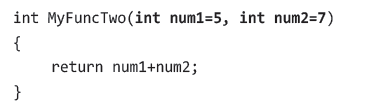 int MyFuncTwo(int num1=5, int num2=7)
{
    return num1+num2;
}